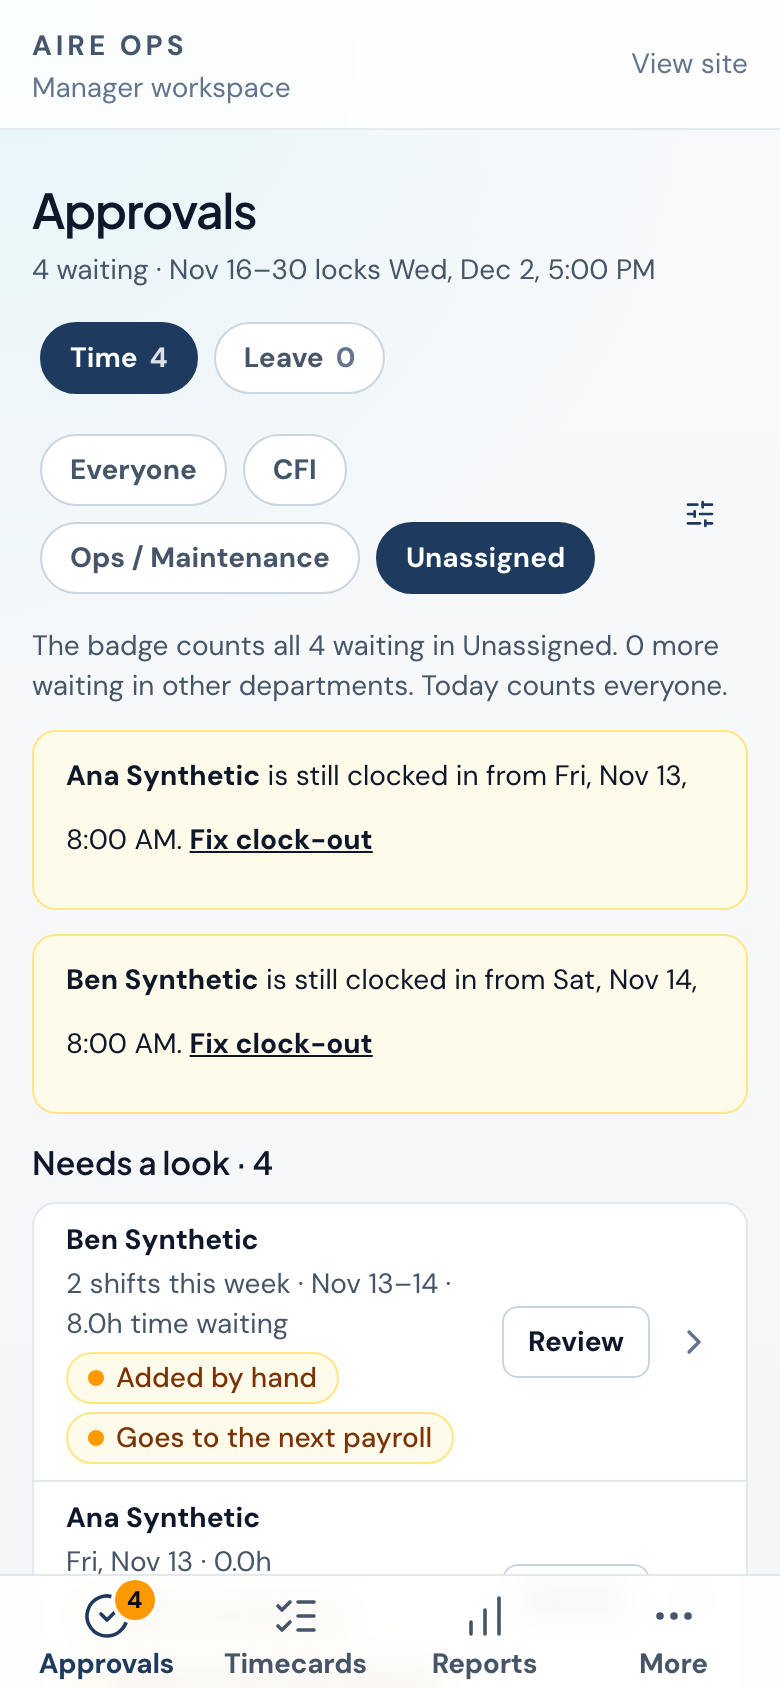 AIRE OPS
Manager workspace
View site
Approvals
4 waiting · Nov 16–30 locks Wed, Dec 2, 5:00 PM
Time 4
Leave 0
Everyone
CFI
Ops / Maintenance
Unassigned
The badge counts all 4 waiting in Unassigned. 0 more
waiting in other departments. Today counts everyone.
Ana Synthetic is still clocked in from Fri, Nov 13,
8:00 AM. Fix clock-out
Ben Synthetic is still clocked in from Sat, Nov 14,
8:00 AM. Fix clock-out
Needs a look · 4
Ben Synthetic
2 shifts this week · Nov 13–14 ·
8.0h time waiting
Review
Added by hand
Goes to the next payroll
Ana Synthetic
Fri, Nov 13 · 0.0h
4
Approvals
Timecards
Reports
More